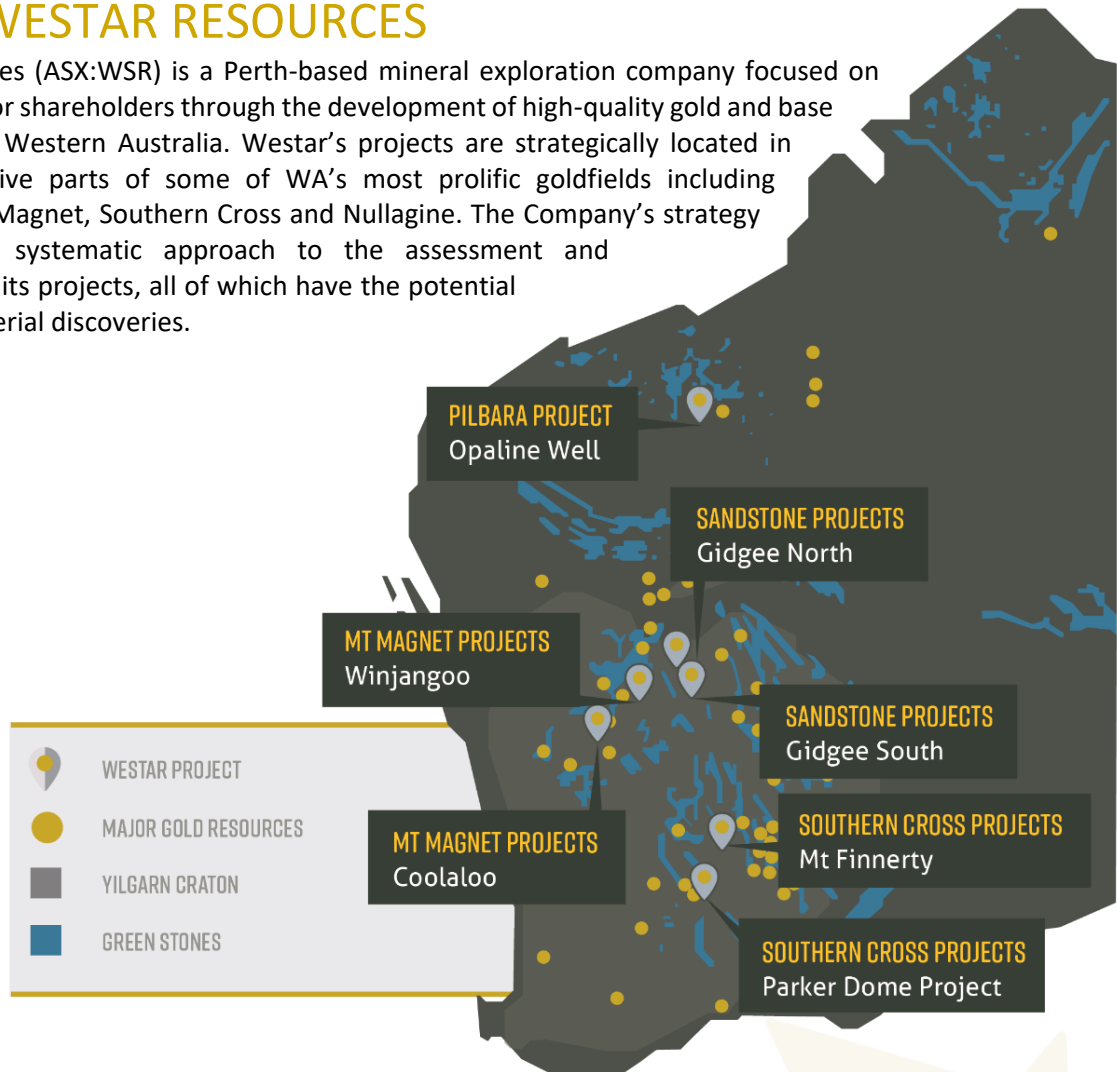 WESTAR RESOURCES
es (ASX:WSR) is a Perth-based mineral exploration company focused on
or shareholders through the development of high-quality gold and base
Western Australia. Westar’s projects are strategically located in
ive parts of some of WA’s most prolific goldfields including
Magnet, Southern Cross and Nullagine. The Company’s strategy
systematic approach to the assessment and
its projects, all of which have the potential
erial discoveries.
PILBARA PROJECT
Opaline Well
SANDSTONE PROJECTS
Gidgee North
MT MAGNET PROJECTS
Winjangoo
SANDSTONE PROJECTS
Gidgee South
WESTAR PROJECT
MAJOR GOLD RESOURCES
YILGARN CRATON
GREEN STONES
MT MAGNET PROJECTS
Coolaloo
SOUTHERN CROSS PROJECTS
Mt Finnerty
SOUTHERN CROSS PROJECTS
Parker Dome Project